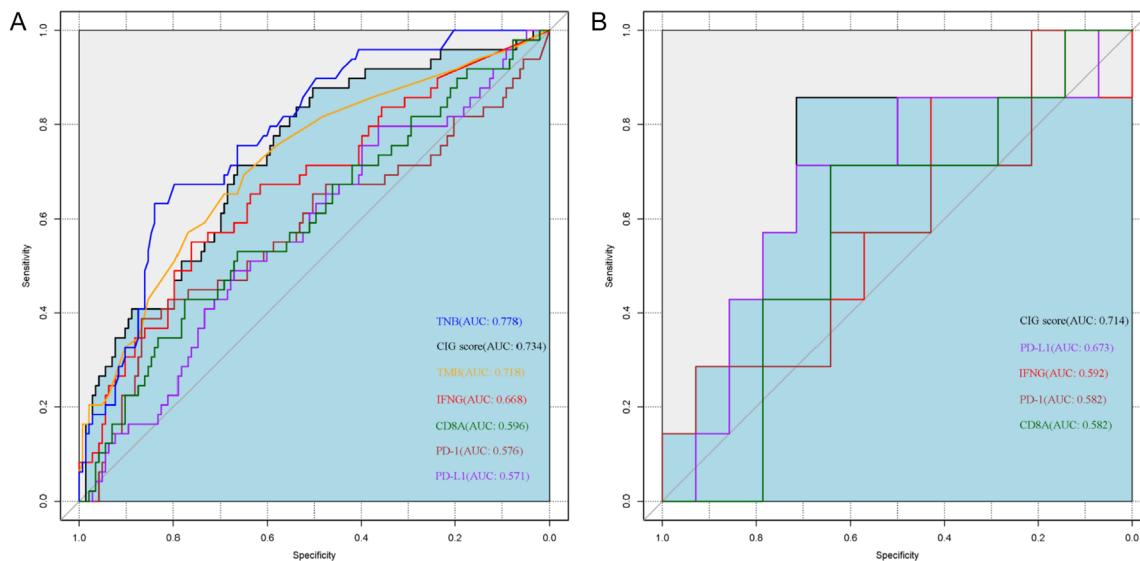 A
1.0
0.8
0.6
0.4
0.2
0.0
Sensitivity
TNB(AUC: 0.778)
CIG score(AUC: 0.734)
TMB(AUC: 0.718)
IFNG(AUC: 0.668)
CD8A(AUC: 0.596)
PD-1(AUC: 0.576)
PD-L1(AUC: 0.571)
1.0 0.8 0.6 0.4 0.2 0.0
Specificity
B
1.0
0.8
0.6
0.4
0.2
0.0
Sensitivity
CIG score(AUC: 0.714)
PD-L1(AUC: 0.673)
IFNG(AUC: 0.592)
PD-1(AUC: 0.582)
CD8A(AUC: 0.582)
1.0 0.8 0.6 0.4 0.2 0.0
Specificity